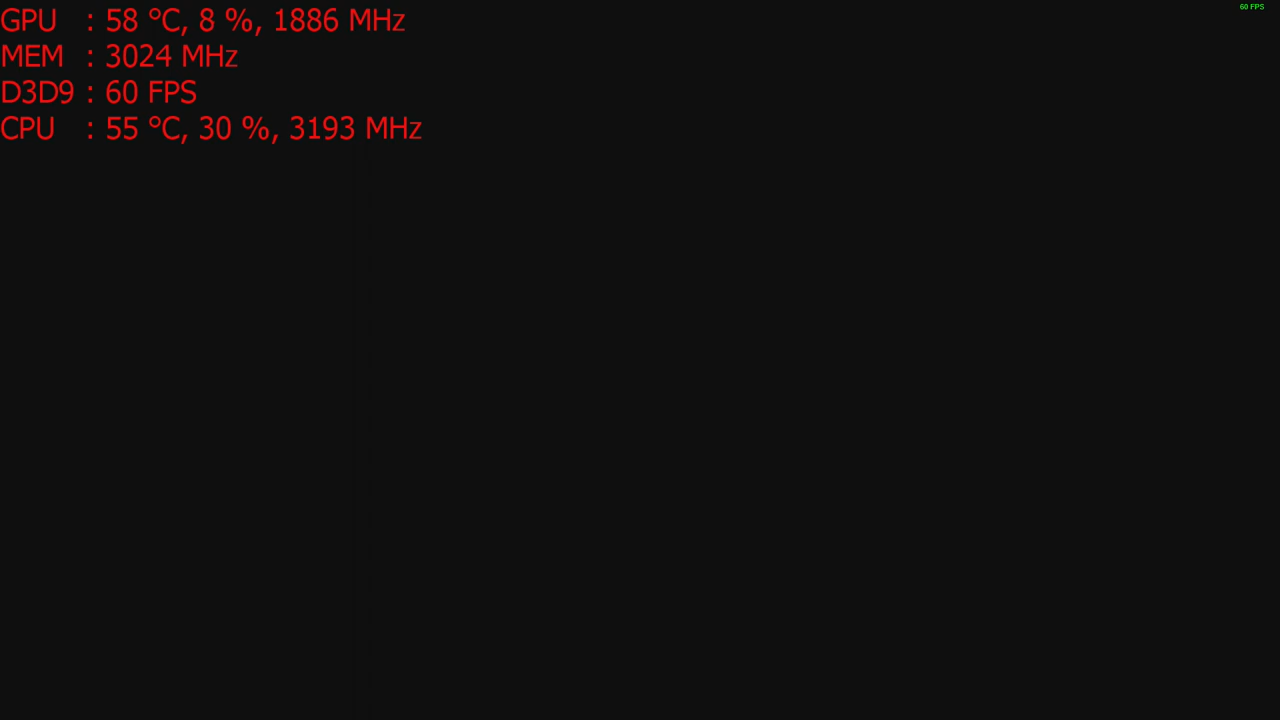 GPU : 58 °C, 8 %, 1886 MHz
60 FPS
MEM : 3024 MHz
D3D9 : 60 FPS
CPU : 55 °C, 30 %, 3193 MHz